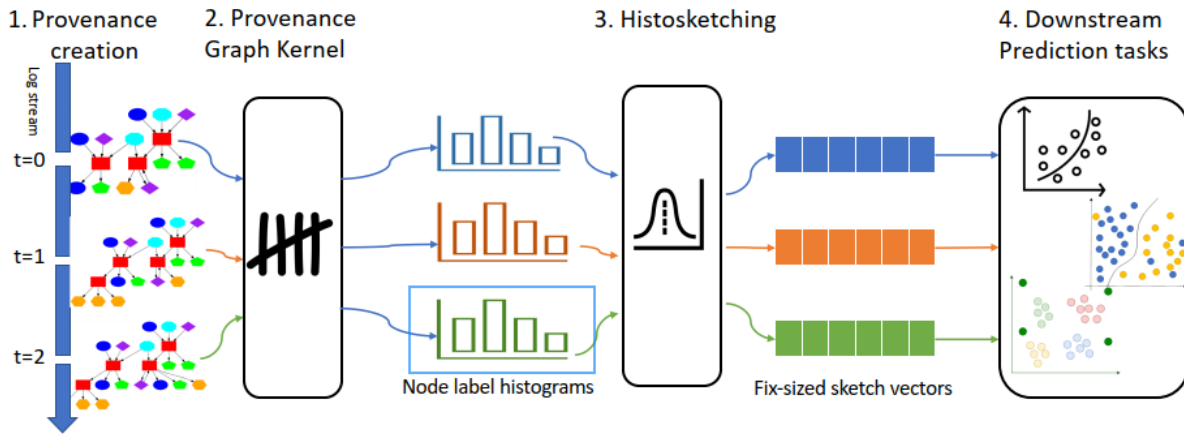 1. Provenance
creation
2. Provenance
Graph Kernel
3. Histosketching
4. Downstream
Prediction tasks
Log stream
t=0
t=1
t=2
Node label histograms
Fix-sized sketch vectors